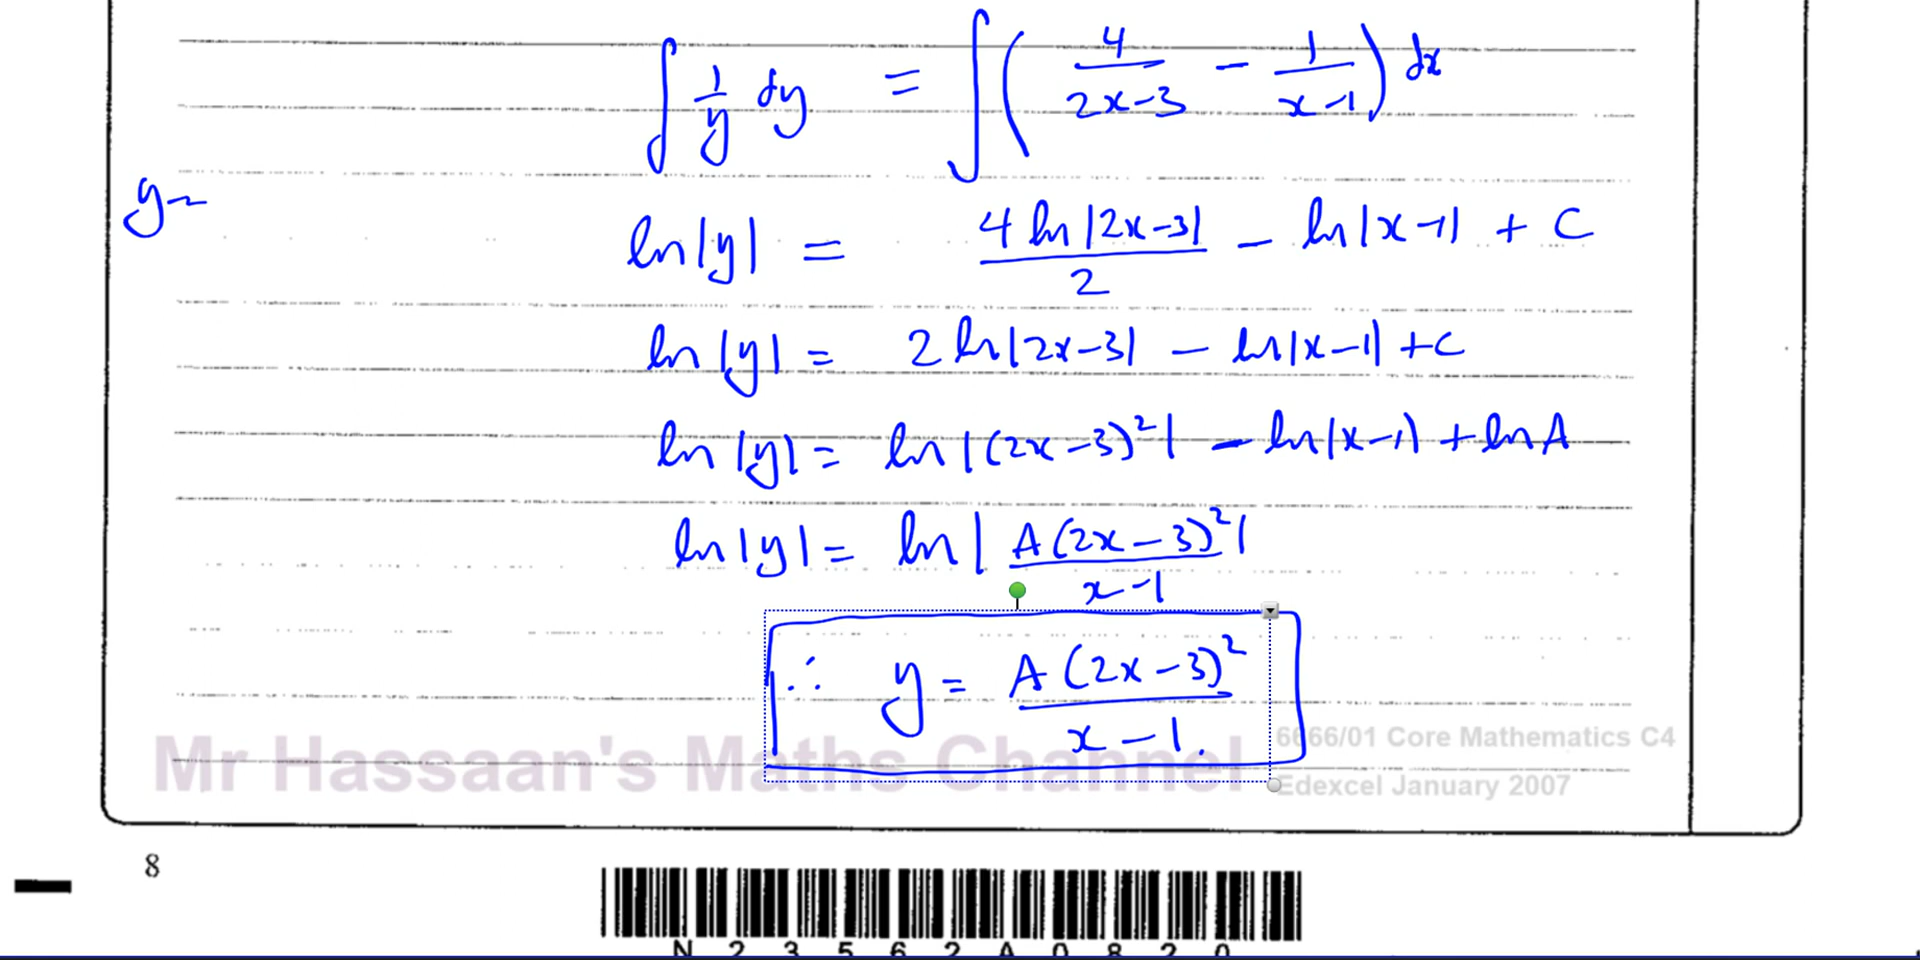 ∫ 1/y dy = ∫ ( 4/(2x-3) - 1/(x-1) ) dx
y=
ln|y| = 4 ln|2x-3| / 2 - ln|x-1| + C
ln|y| = 2 ln|2x-3| - ln|x-1| + C
ln|y| = ln|(2x-3)²| - ln|x-1| + ln A
ln|y| = ln| A(2x-3)² / x-1 |
∴ y = A(2x-3)² / x-1.
Mr Hassaan's Maths Channel
6666/01 Core Mathematics C4
Edexcel January 2007
8
N 2 3 5 6 2 A 0 8 2 0